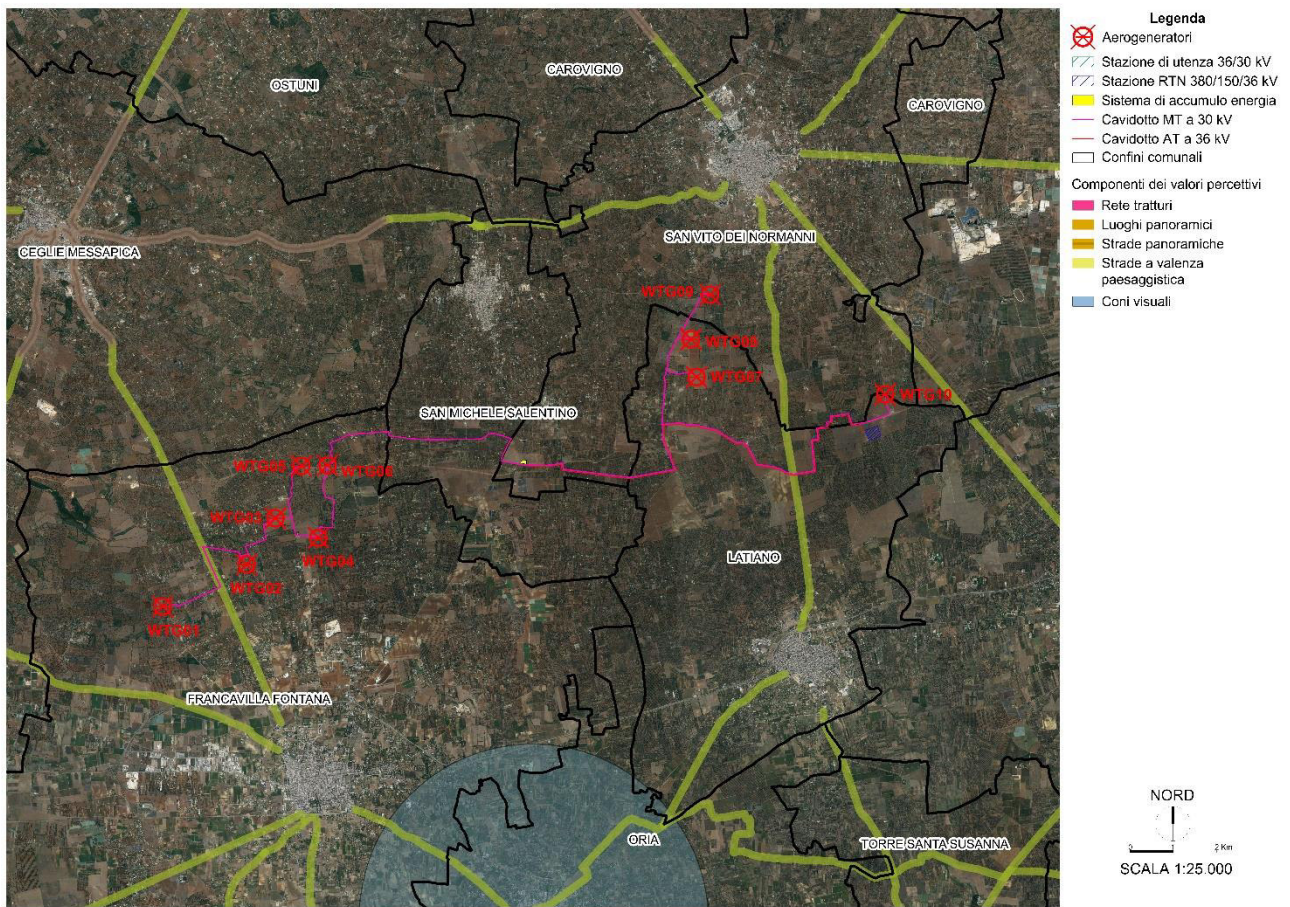 Legenda
Aerogeneratori
Stazione di utenza 36/30 kV
Stazione RTN 380/150/36 kV
Sistema di accumulo energia
Cavidotto MT a 30 kV
Cavidotto AT a 36 kV
Confini comunali
Componenti dei valori percettivi
Rete tratturi
Luoghi panoramici
Strade panoramiche
Strade a valenza
paesaggistica
Coni visuali
OSTUNI
CAROVIGNO
CAROVIGNO
CEGLIE MESSAPICA
SAN VITO DEI NORMANNI
WTG09
WTG08
WTG07
WTG10
SAN MICHELE SALENTINO
WTG05
WTG06
WTG03
WTG04
WTG02
WTG01
LATIANO
FRANCAVILLA FONTANA
ORIA
TORRE SANTA SUSANNA
NORD
0 2 Km
SCALA 1:25.000